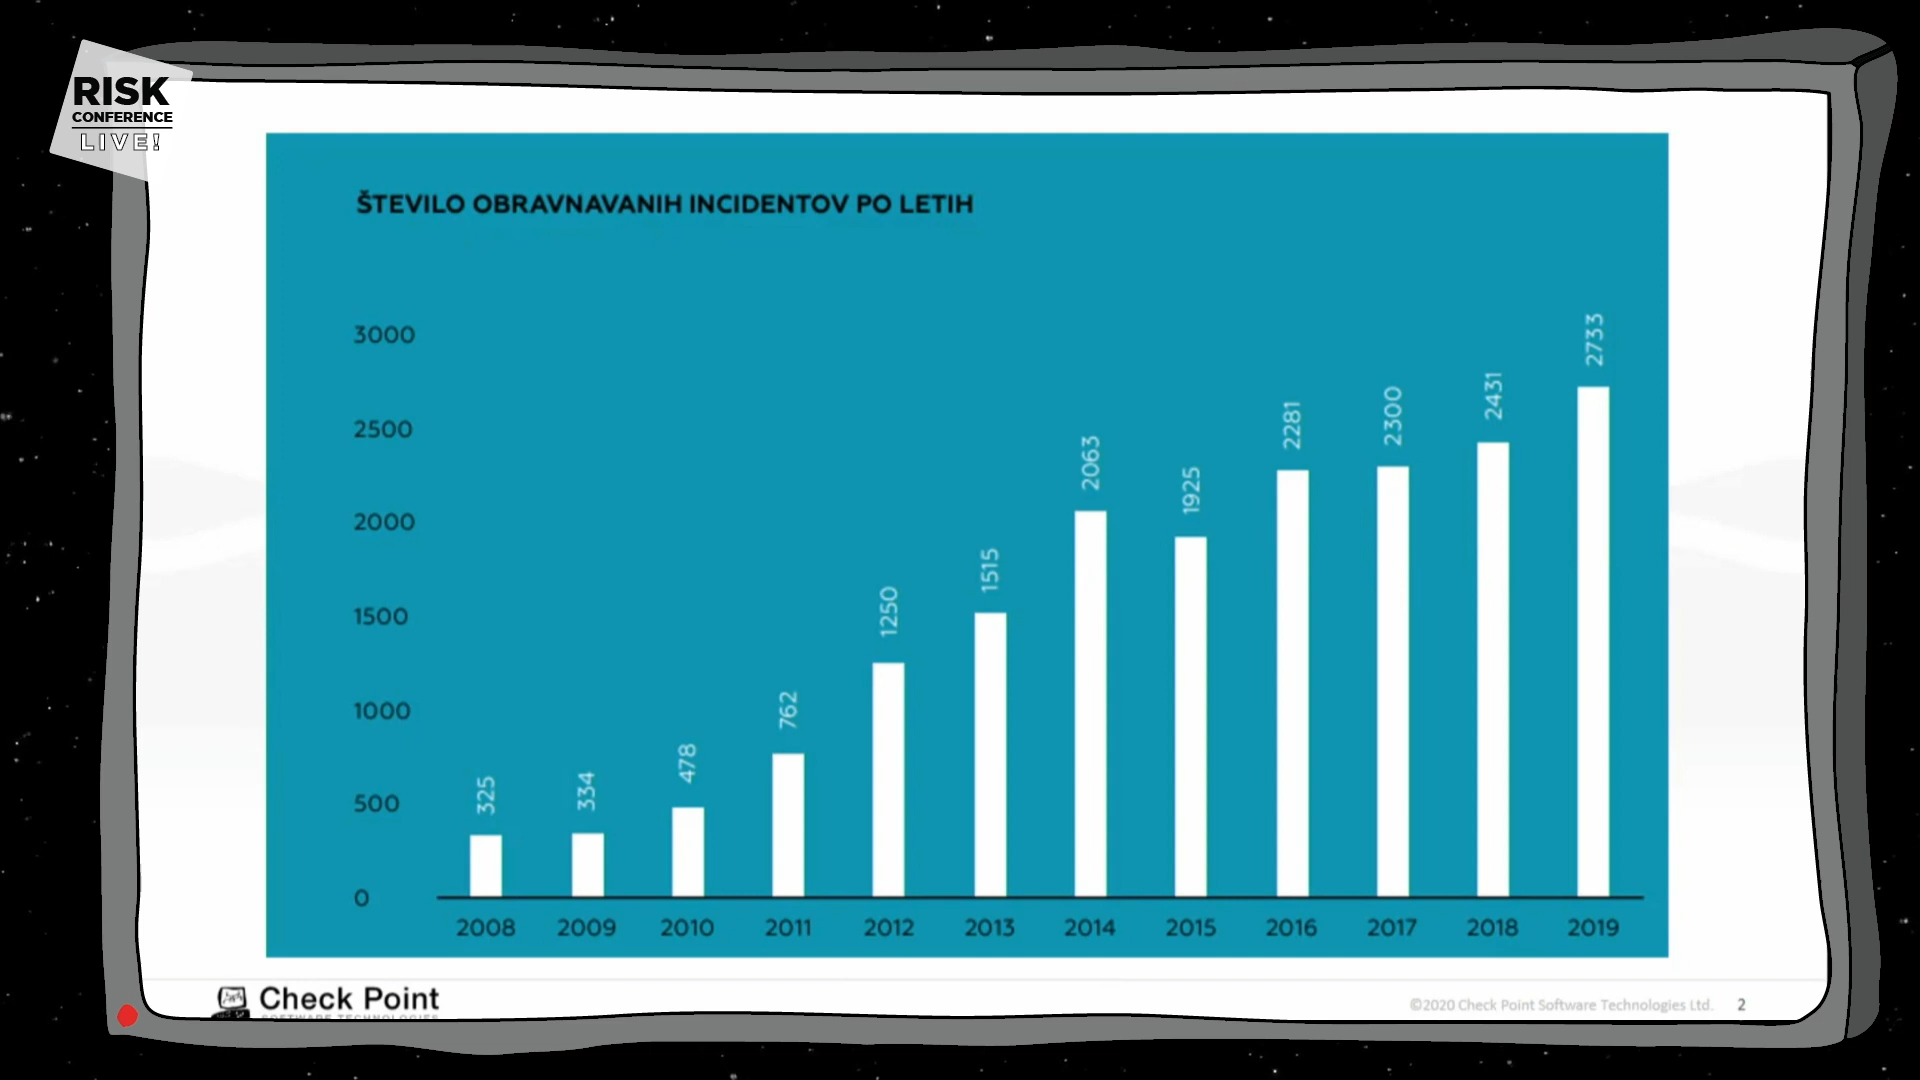 RISK
CONFERENCE
LIVE!
ŠTEVILO OBRAVNAVANIH INCIDENTOV PO LETIH
3000
2500
2000
1500
1000
500
0
325
334
478
762
1250
1515
2063
1925
2281
2300
2431
2733
2008 2009 2010 2011 2012 2013 2014 2015 2016 2017 2018 2019
Check Point
SOFTWARE TECHNOLOGIES
©2020 Check Point Software Technologies Ltd. 2